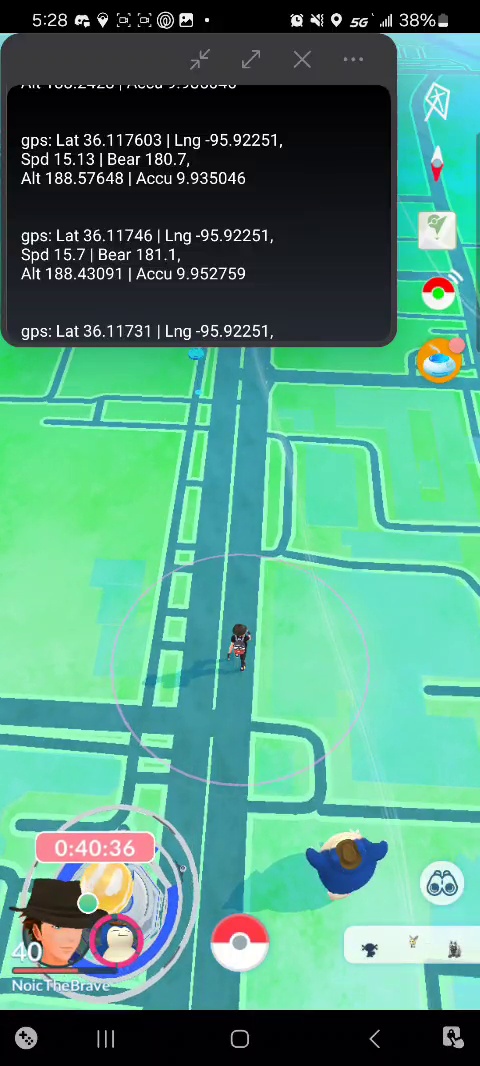 5:28
5G 38%
gps: Lat 36.117603 | Lng -95.92251,
Spd 15.13 | Bear 180.7,
Alt 188.57648 | Accu 9.935046
gps: Lat 36.11746 | Lng -95.92251,
Spd 15.7 | Bear 181.1,
Alt 188.43091 | Accu 9.952759
gps: Lat 36.11731 | Lng -95.92251,
0:40:36
40
NoicTheBrave